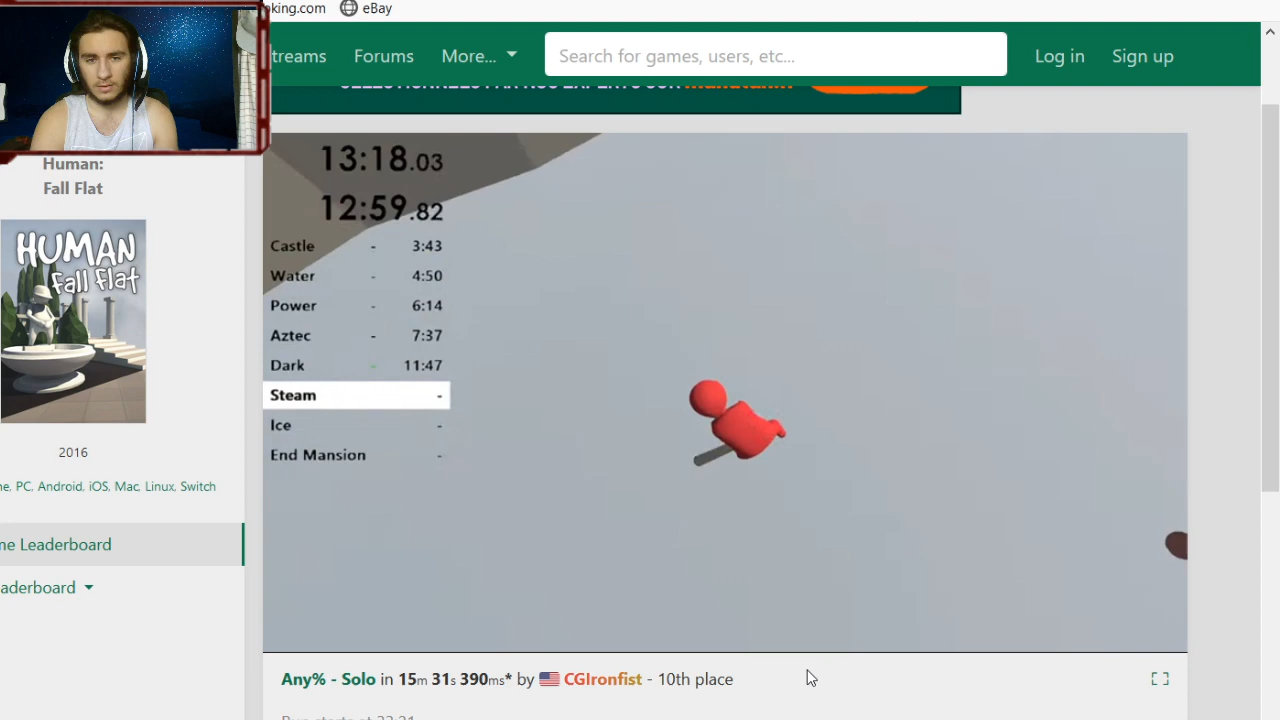 oking.com eBay
treams Forums More... Search for games, users, etc... Log in Sign up
Human:
Fall Flat
HUMAN
fall flat
2016
PC, Android, iOS, Mac, Linux, Switch
me Leaderboard
aderboard
13:18.03
12:59.82
Castle - 3:43
Water - 4:50
Power - 6:14
Aztec - 7:37
Dark - 11:47
Steam -
Ice -
End Mansion -
Any% - Solo in 15m 31s 390ms* by CGIronfist - 10th place